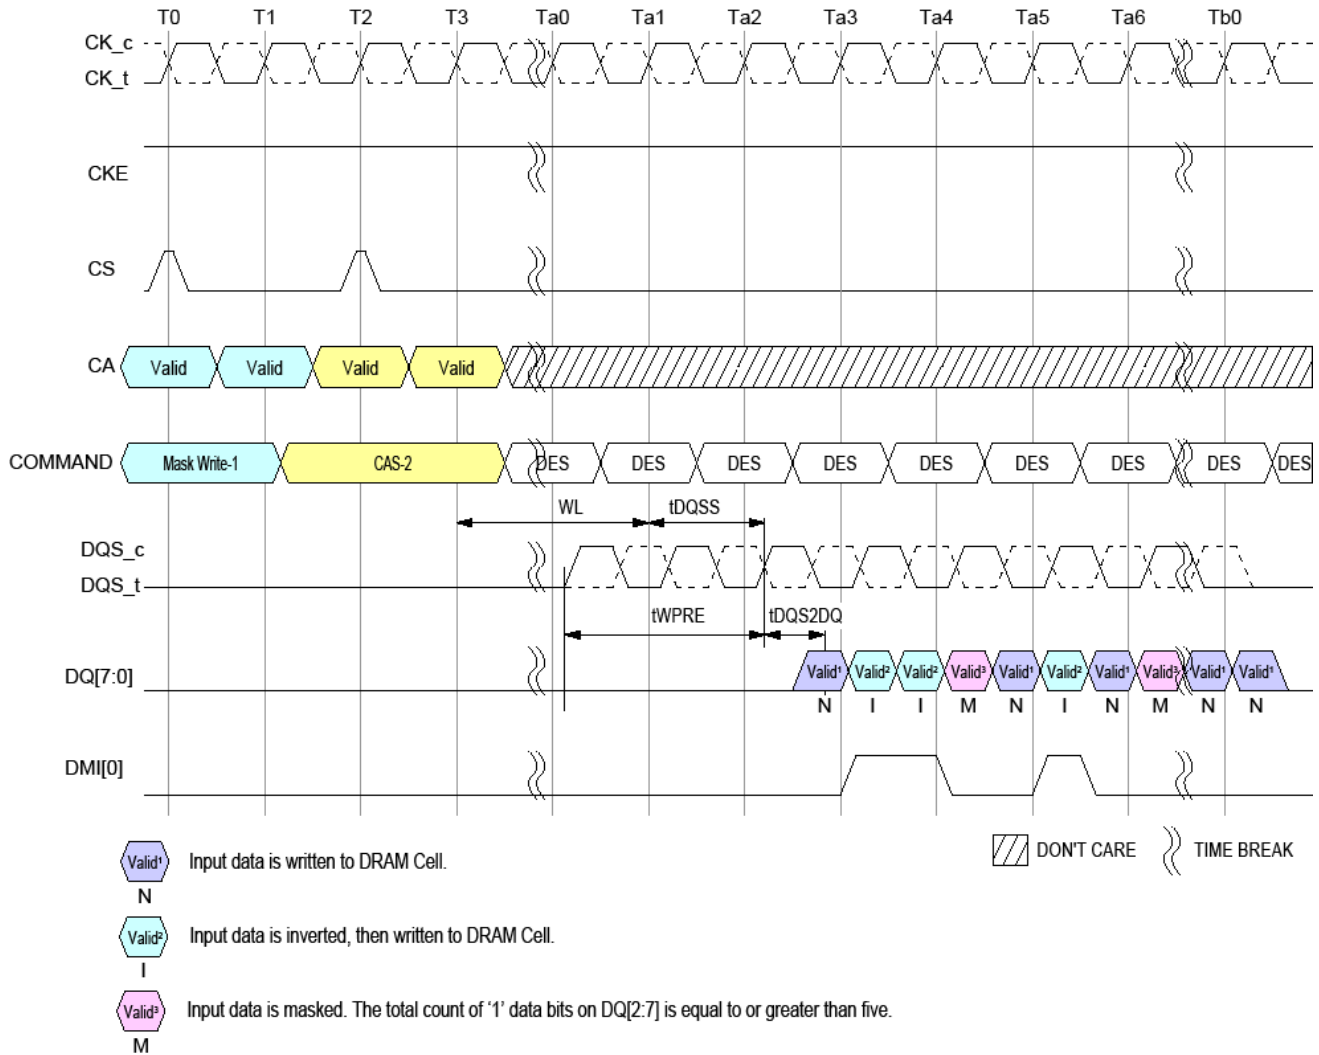 T0 T1 T2 T3 Ta0 Ta1 Ta2 Ta3 Ta4 Ta5 Ta6 Tb0
CK_c
CK_t
CKE
CS
CA Valid Valid Valid Valid
COMMAND Mask Write-1 CAS-2 DES DES DES DES DES DES DES DES DES
WL tDQSS
DQS_c
DQS_t
tWPRE tDQS2DQ
DQ[7:0] Valid¹ Valid² Valid² Valid³ Valid¹ Valid² Valid¹ Valid³ Valid¹ Valid¹
N I I M N I N M N N
DMI[0]
Valid¹ Input data is written to DRAM Cell. DON'T CARE TIME BREAK
N
Valid² Input data is inverted, then written to DRAM Cell.
I
Valid³ Input data is masked. The total count of ‘1’ data bits on DQ[2:7] is equal to or greater than five.
M